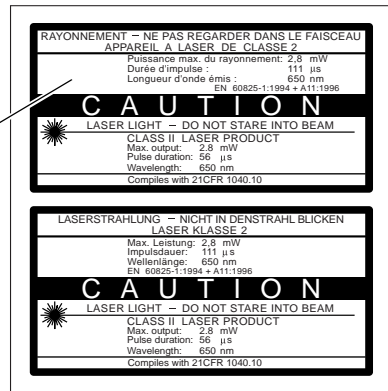 RAYONNEMENT – NE PAS REGARDER DANS LE FAISCEAU
APPAREIL A LASER DE CLASSE 2
Puissance max. du rayonnement: 2,8 mW
Durée d'impulse : 111 µs
Longueur d'onde émis : 650 nm
EN 60825-1:1994 + A11:1996
CAUTION
LASER LIGHT – DO NOT STARE INTO BEAM
CLASS II LASER PRODUCT
Max. output: 2.8 mW
Pulse duration: 56 µs
Wavelength: 650 nm
Compiles with 21CFR 1040.10
LASERSTRAHLUNG – NICHT IN DENSTRAHL BLICKEN
LASER KLASSE 2
Max. Leistung: 2,8 mW
Impulsdauer: 111 µs
Wellenlänge: 650 nm
EN 60825-1:1994 + A11:1996
CAUTION
LASER LIGHT – DO NOT STARE INTO BEAM
CLASS II LASER PRODUCT
Max. output: 2.8 mW
Pulse duration: 56 µs
Wavelength: 650 nm
Compiles with 21CFR 1040.10